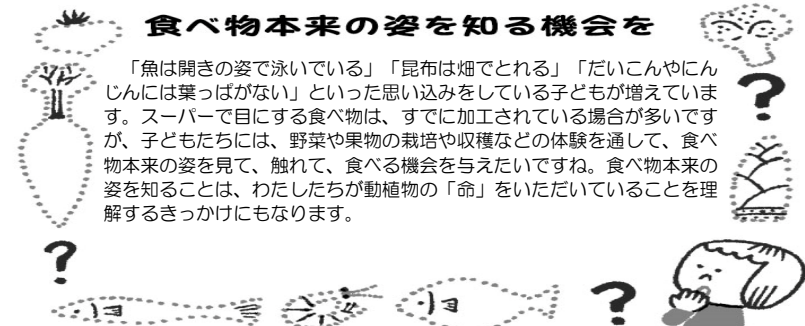 食べ物本来の姿を知る機会を
「魚は開きの姿で泳いでいる」「昆布は畑でとれる」「だいこんやにん
じんには葉っぱがない」といった思い込みをしている子どもが増えていま
す。スーパーで目にする食べ物は、すでに加工されている場合が多いです
が、子どもたちには、野菜や果物の栽培や収穫などの体験を通して、食べ
物本来の姿を見て、触れて、食べる機会を与えたいですね。食べ物本来の
姿を知ることは、わたしたちが動植物の「命」をいただいていることを理
解するきっかけにもなります。
?
?
?